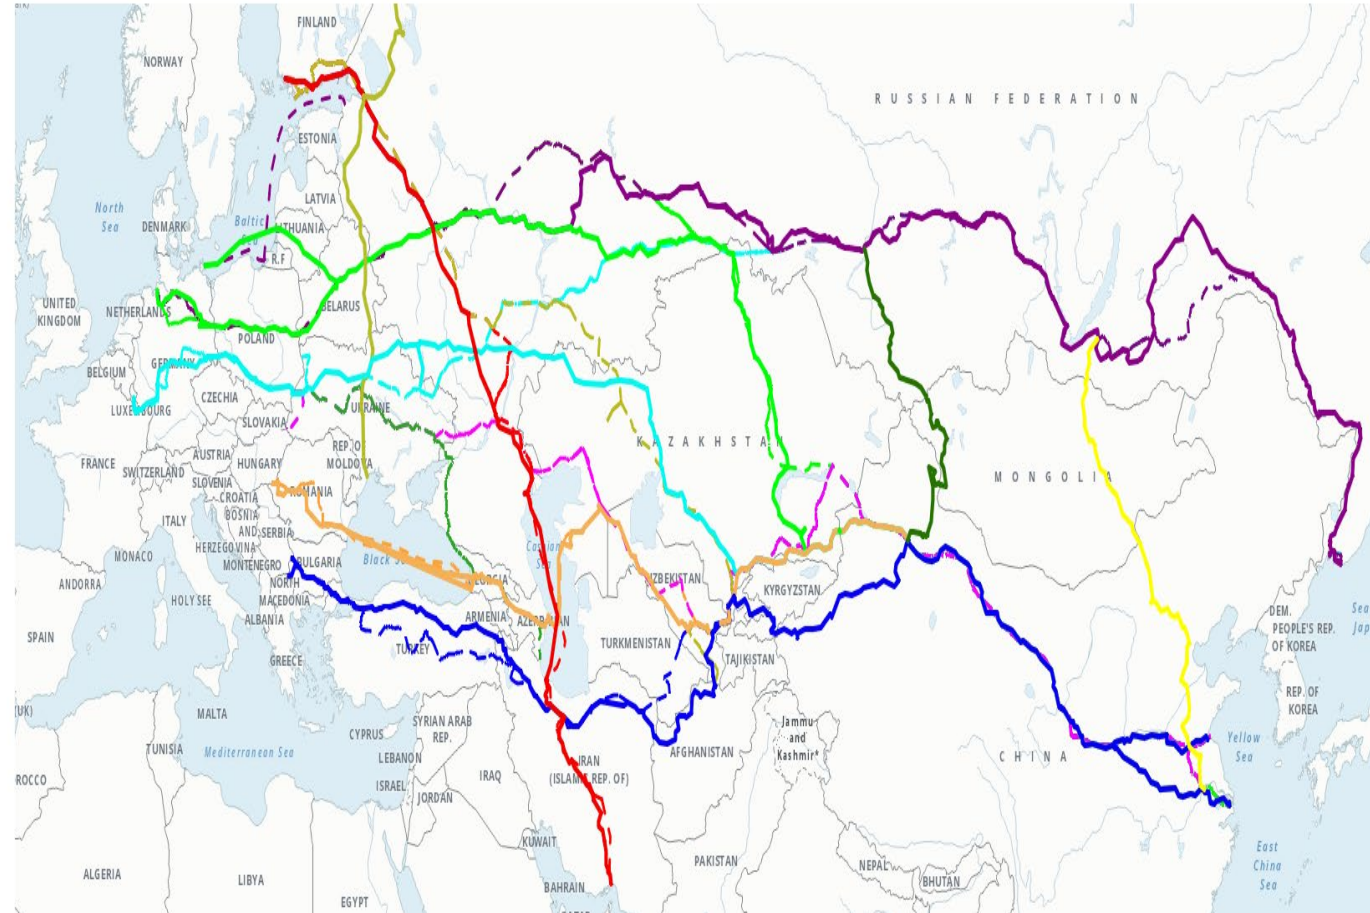 FINLAND
NORWAY
RUSSIAN FEDERATION
ESTONIA
LATVIA
North
Sea
DENMARK
Baltic
Sea
LITHUANIA
R.F
UNITED
KINGDOM
NETHERLANDS
BELARUS
POLAND
BELGIUM
GERMANY
LUXEMBOURG
CZECHIA
UKRAINE
SLOVAKIA
KAZAKHSTAN
REP. OF
MOLDOVA
FRANCE
AUSTRIA
HUNGARY
SWITZERLAND
SLOVENIA
ROMANIA
CROATIA
MONGOLIA
BOSNIA
AND
HERZEGOVINA
SERBIA
ITALY
MONACO
MONTENEGRO
BULGARIA
Black Sea
Caspian
Sea
ANDORRA
HOLY SEE
NORTH
MACEDONIA
GEORGIA
UZBEKISTAN
KYRGYZSTAN
ALBANIA
ARMENIA
AZERBAIJAN
DEM.
PEOPLE'S REP.
OF KOREA
SPAIN
GREECE
TURKEY
TURKMENISTAN
TAJIKISTAN
REP. OF
KOREA
(UK)
MALTA
SYRIAN ARAB
REP.
CYPRUS
Jammu
and
Kashmir*
TUNISIA
Mediterranean Sea
LEBANON
AFGHANISTAN
CHINA
Yellow
Sea
IRAQ
IRAN
(ISLAMIC REP. OF)
ISRAEL
JORDAN
KUWAIT
East
China
Sea
ALGERIA
LIBYA
EGYPT
BAHRAIN
PAKISTAN
NEPAL
BHUTAN